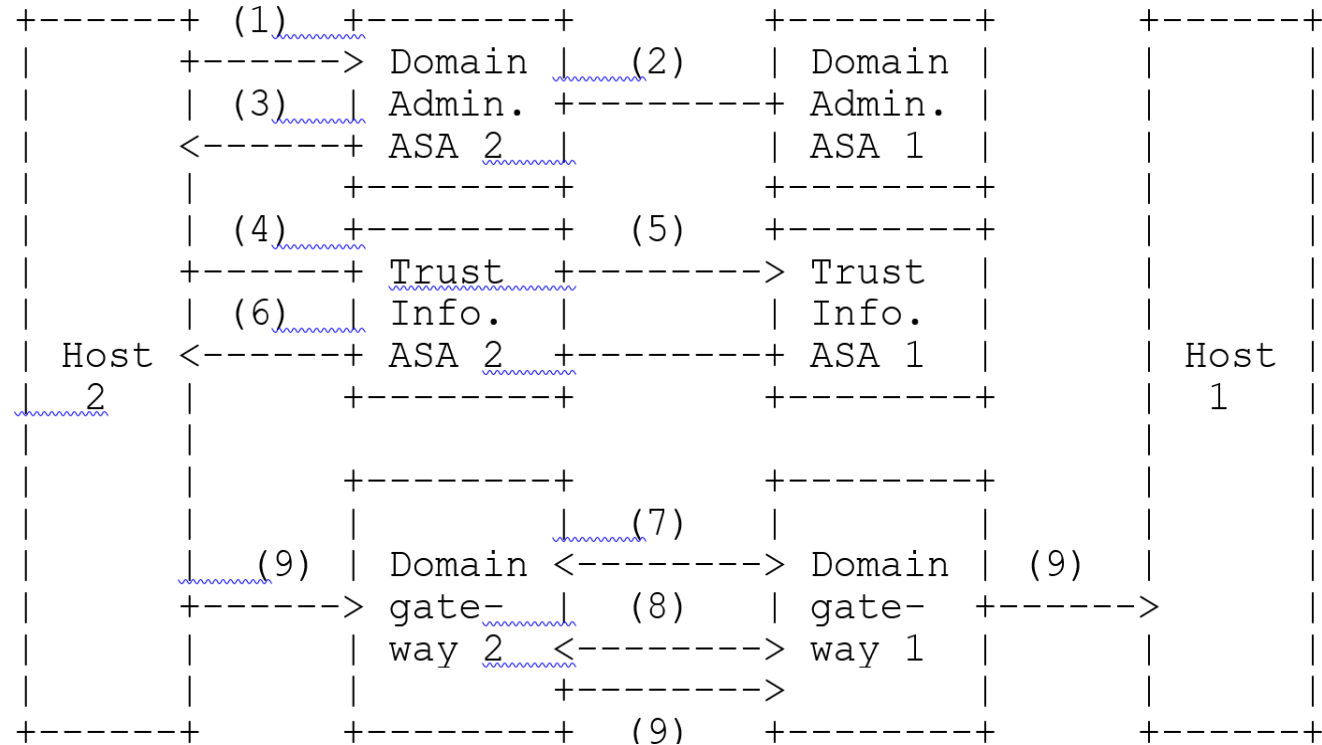 +------+ (1)   +--------+        +--------+      +------+
|      +------> Domain |   (2)   | Domain |      |      |
|      | (3)  | Admin. +---------+ Admin. |      |      |
|      <------+ ASA 2  |         | ASA 1  |      |      |
|      |      +--------+         +--------+      |      |
|      | (4)  +--------+   (5)   +--------+      |      |
|      +------+ Trust  +--------> Trust  |      |      |
|      | (6)  | Info.  |         | Info.  |      |      |
| Host <------+ ASA 2  +---------+ ASA 1  |      | Host |
|  2   |      +--------+         +--------+      |  1   |
|      |                                         |      |
|      |      +--------+         +--------+      |      |
|      |      |        |   (7)   |        |      |      |
|      |  (9) | Domain <--------> Domain | (9)  |      |
|      +------> gate-  |   (8)   | gate-  +------>      |
|      |      | way 2  <--------> way 1  |      |      |
|      |      |        +-------->        |      |      |
+------+      +--------+   (9)   +--------+      +------+